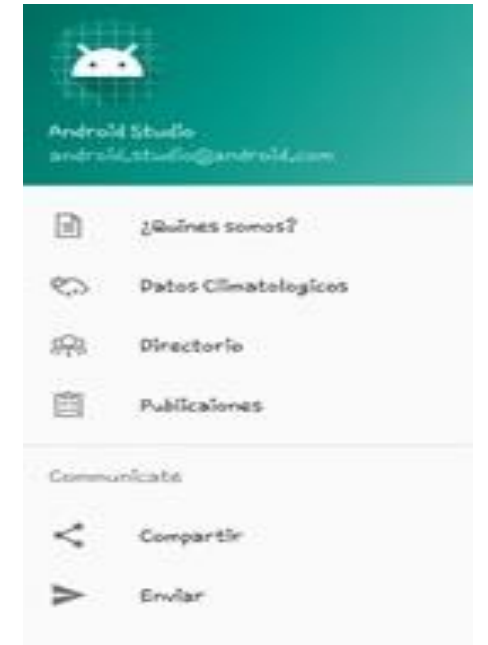 Android Studio
android.studio@android.com
¿Quines somos?
Datos Climatologicos
Directorio
Publicaiones
Communicate
Compartir
Enviar